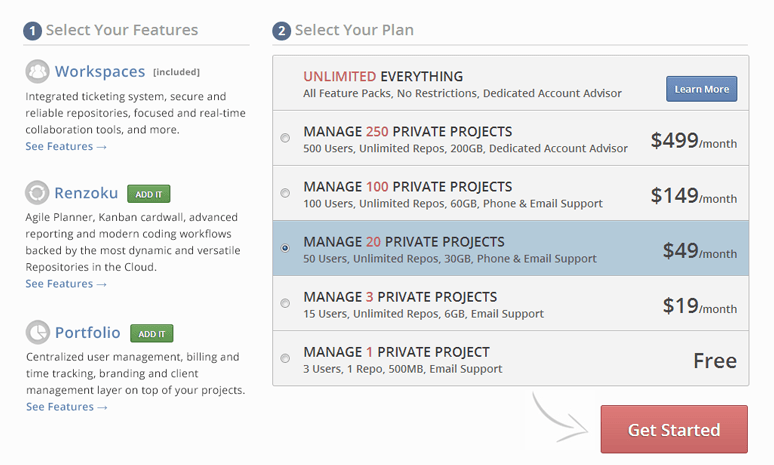 1 Select Your Features
Workspaces [included]
Integrated ticketing system, secure and
reliable repositories, focused and real-time
collaboration tools, and more.
See Features →
Renzoku ADD IT
Agile Planner, Kanban cardwall, advanced
reporting and modern coding workflows
backed by the most dynamic and versatile
Repositories in the Cloud.
See Features →
Portfolio ADD IT
Centralized user management, billing and
time tracking, branding and client
management layer on top of your projects.
See Features →
2 Select Your Plan
UNLIMITED EVERYTHING
All Feature Packs, No Restrictions, Dedicated Account Advisor
Learn More
MANAGE 250 PRIVATE PROJECTS
500 Users, Unlimited Repos, 200GB, Dedicated Account Advisor
$499/month
MANAGE 100 PRIVATE PROJECTS
100 Users, Unlimited Repos, 60GB, Phone & Email Support
$149/month
MANAGE 20 PRIVATE PROJECTS
50 Users, Unlimited Repos, 30GB, Phone & Email Support
$49/month
MANAGE 3 PRIVATE PROJECTS
15 Users, Unlimited Repos, 6GB, Email Support
$19/month
MANAGE 1 PRIVATE PROJECT
3 Users, 1 Repo, 500MB, Email Support
Free
Get Started